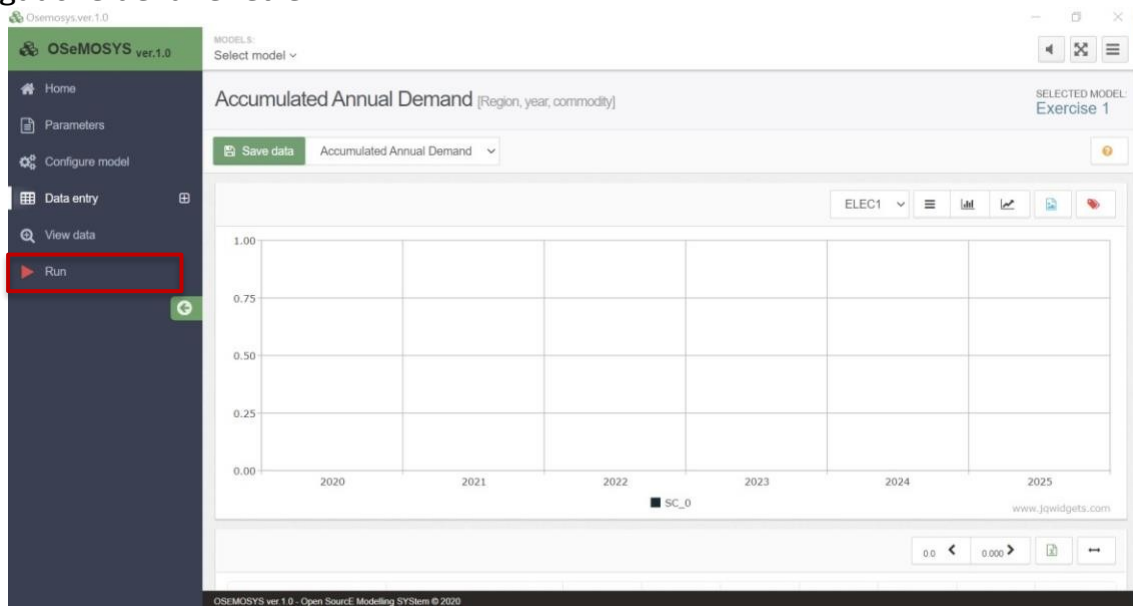 Osemosys.ver.1.0
OSeMOSYS ver.1.0
MODELS:
Select model
Home
Parameters
Configure model
Data entry
View data
Run
Accumulated Annual Demand [Region, year, commodity]
SELECTED MODEL:
Exercise 1
Save data
Accumulated Annual Demand
ELEC1
1.00
0.75
0.50
0.25
0.00
2020 2021 2022 2023 2024 2025
SC_0
www.jqwidgets.com
0.0 0.000
OSEMOSYS ver 1.0 - Open SourcE Modelling SYStem © 2020